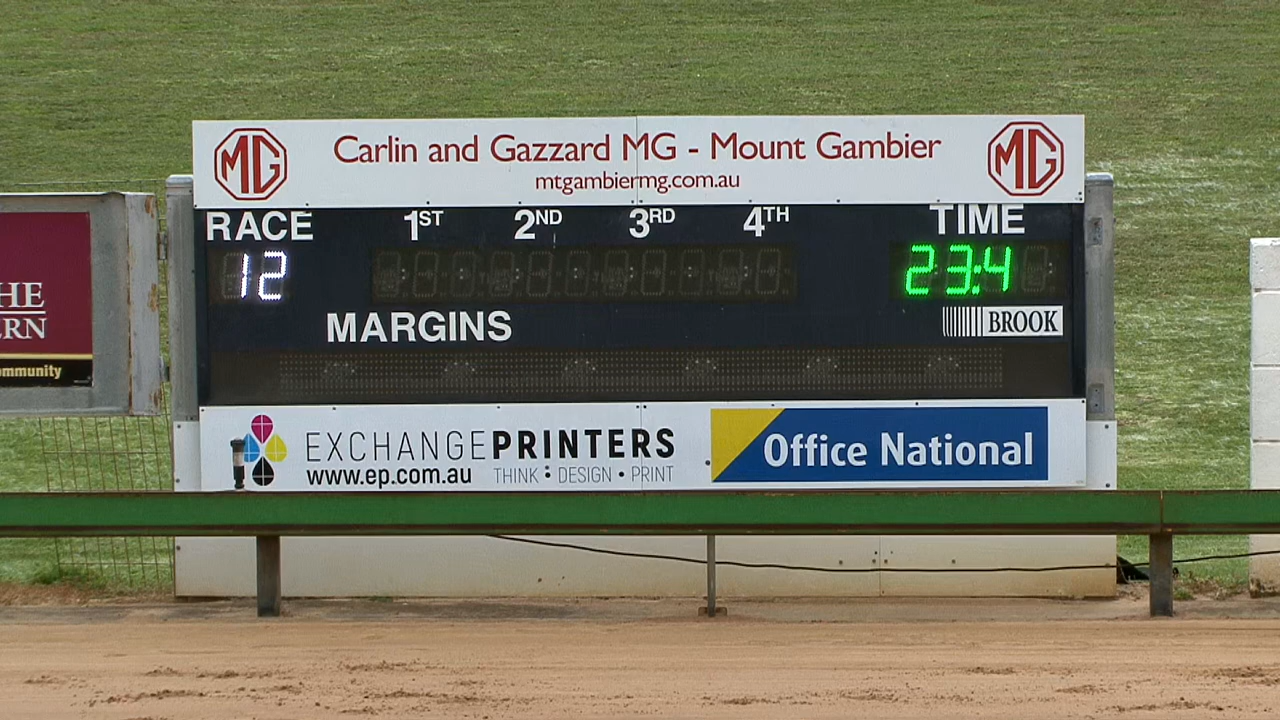 MG Carlin and Gazzard MG - Mount Gambier MG
mtgambiermg.com.au
RACE 1ST 2ND 3RD 4TH TIME
12 23:4
MARGINS BROOK
HE
RN
mmunity
EXCHANGEPRINTERS
www.ep.com.au THINK : DESIGN • PRINT
Office National